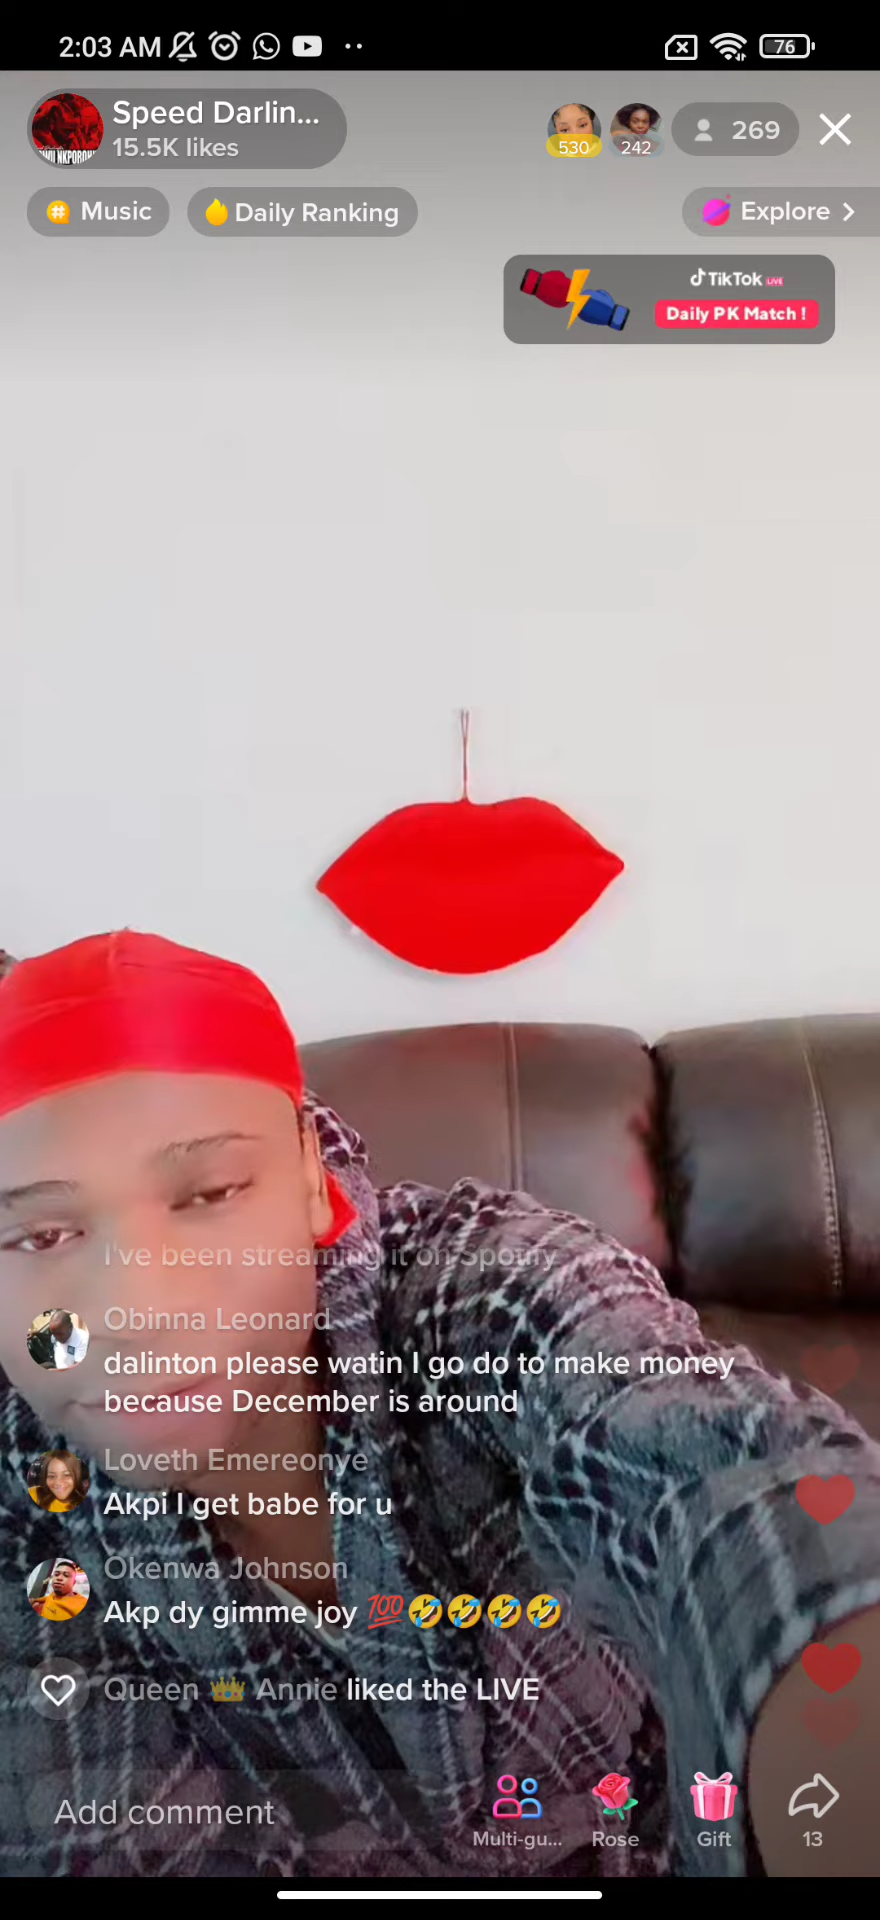 2:03 AM
76
Speed Darlin...
15.5K likes
530
242
269
Music
Daily Ranking
Explore
TikTok LIVE
Daily PK Match !
I've been streaming it on Spotify
Obinna Leonard
dalinton please watin I go do to make money
because December is around
Loveth Emereonye
Akpi I get babe for u
Okenwa Johnson
Akp dy gimme joy 💯🤣🤣🤣🤣
Queen 👑 Annie liked the LIVE
Add comment
Multi-gu...
Rose
Gift
13